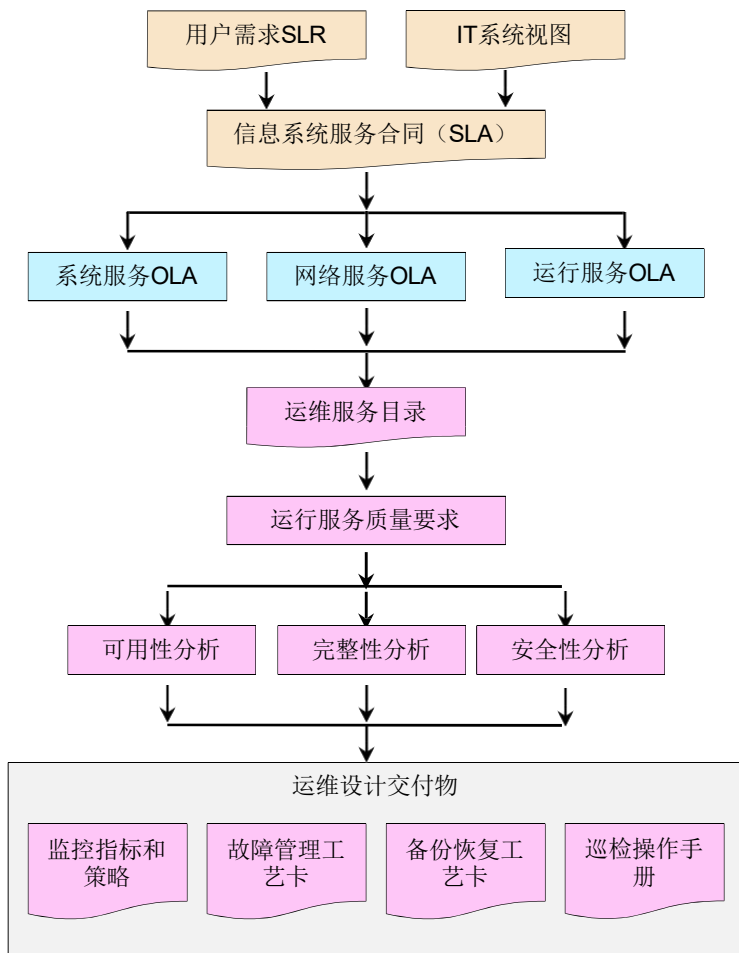 用户需求SLR
IT系统视图
信息系统服务合同（SLA）
系统服务OLA
网络服务OLA
运行服务OLA
运维服务目录
运行服务质量要求
可用性分析
完整性分析
安全性分析
运维设计交付物
监控指标和
策略
故障管理工
艺卡
备份恢复工
艺卡
巡检操作手
册